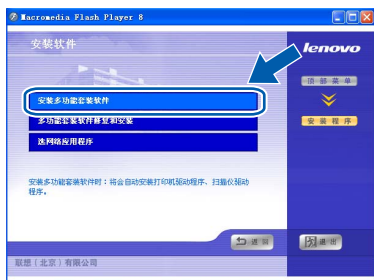 Macromedia Flash Player 8
安装软件
lenovo
顶部菜单
安装多功能套装软件
安装程序
多功能套装软件修复和安装
选网络应用程序
安装多功能套装软件时：将会自动安装打印机驱动程序、扫描仪驱动
程序。
返回
退出
联想（北京）有限公司